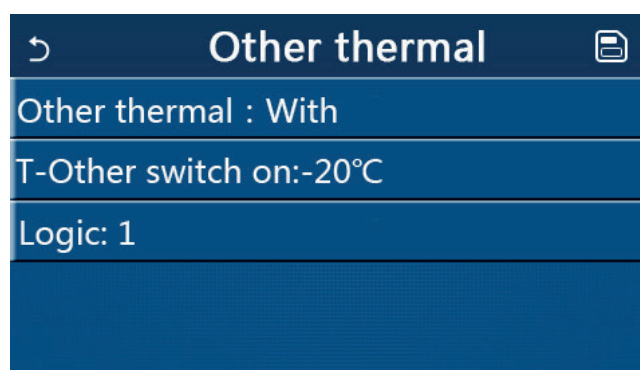 Other thermal
Other thermal : With
T-Other switch on:-20℃
Logic: 1